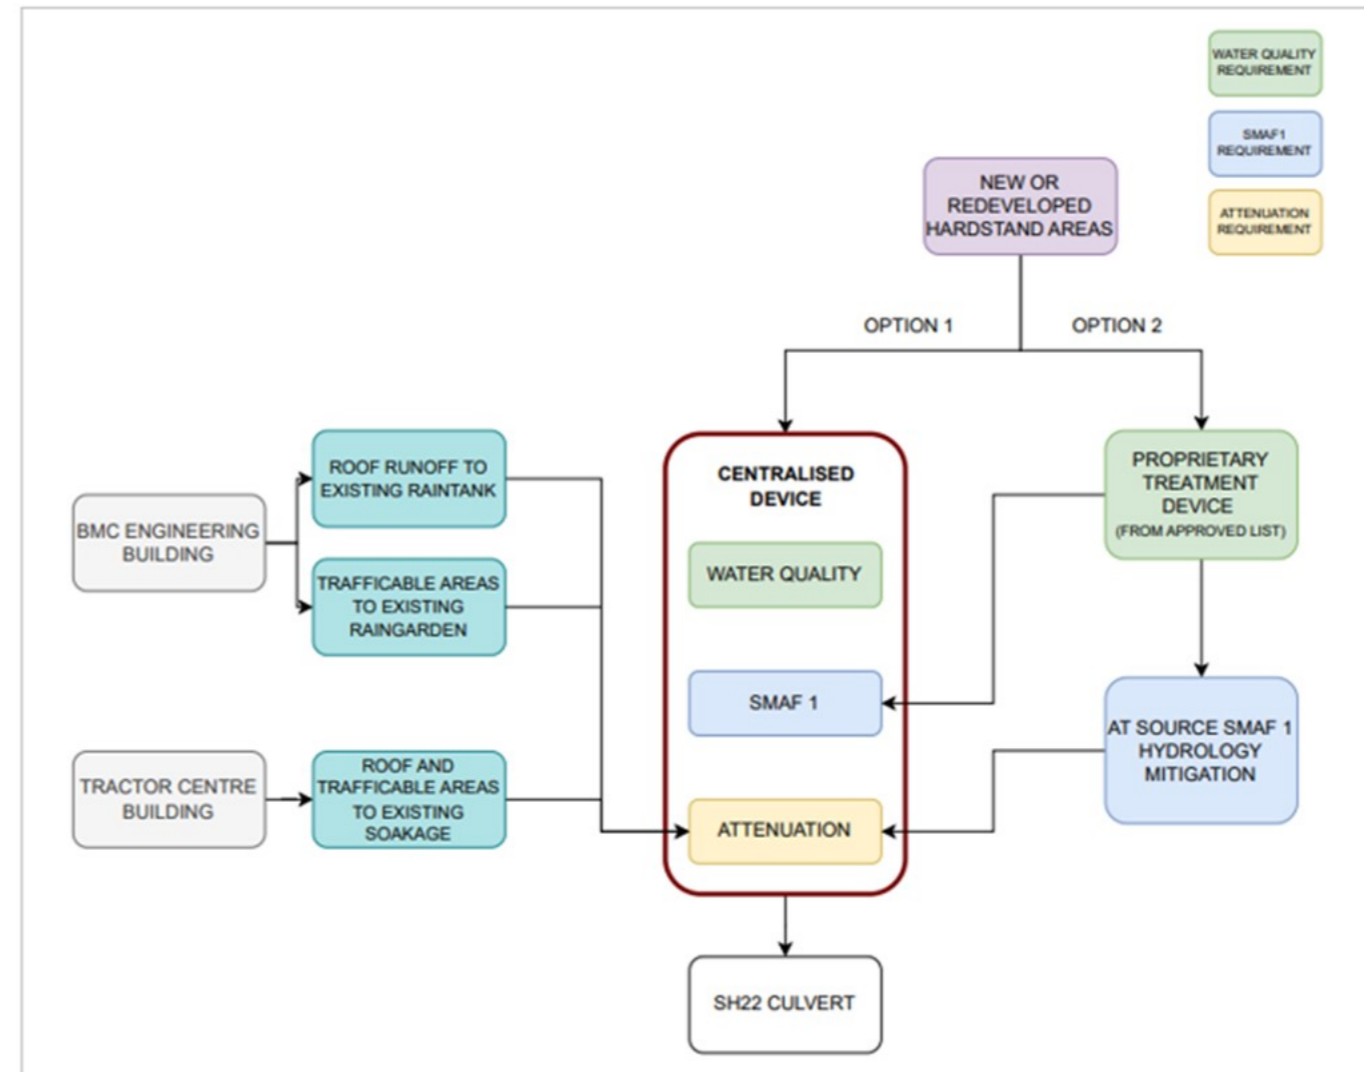 WATER QUALITY
REQUIREMENT
SMAF1
REQUIREMENT
ATTENUATION
REQUIREMENT
NEW OR
REDEVELOPED
HARDSTAND AREAS
OPTION 1
OPTION 2
BMC ENGINEERING
BUILDING
ROOF RUNOFF TO
EXISTING RAINTANK
TRAFFICABLE AREAS
TO EXISTING
RAINGARDEN
TRACTOR CENTRE
BUILDING
ROOF AND
TRAFFICABLE AREAS
TO EXISTING
SOAKAGE
CENTRALISED
DEVICE
WATER QUALITY
SMAF 1
ATTENUATION
PROPRIETARY
TREATMENT
DEVICE
(FROM APPROVED LIST)
AT SOURCE SMAF 1
HYDROLOGY
MITIGATION
SH22 CULVERT